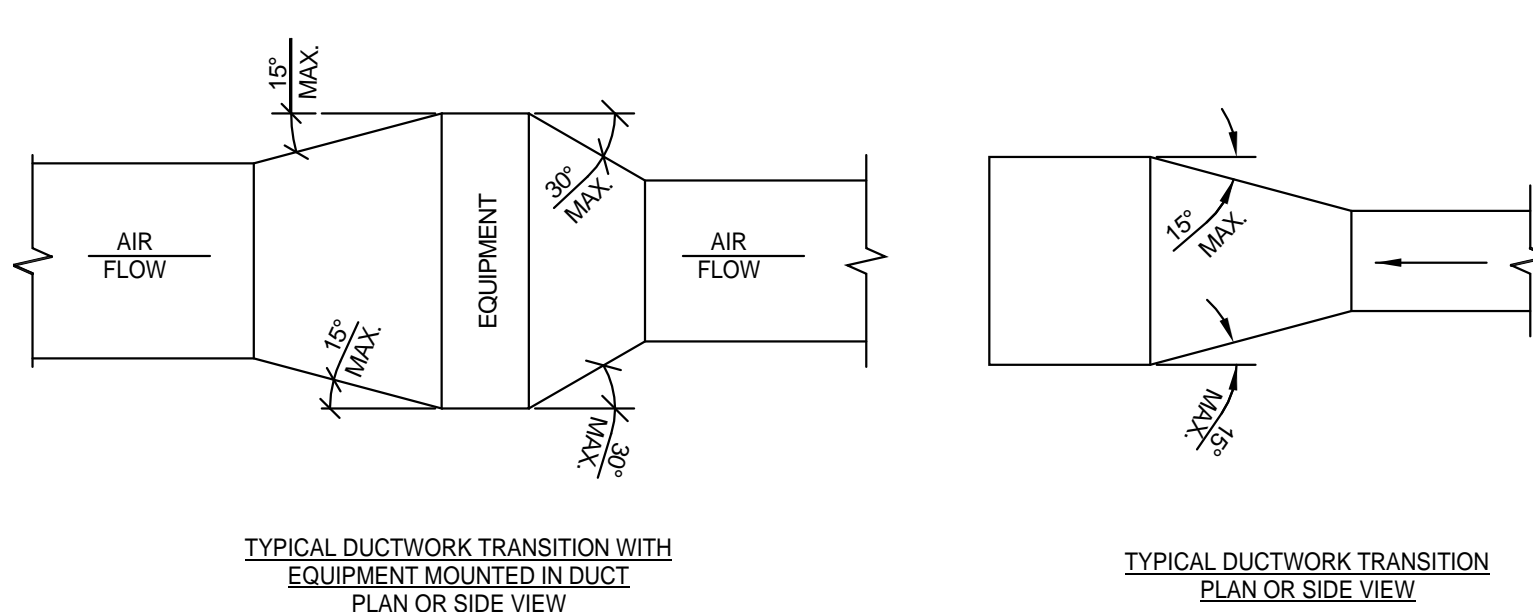 15°
MAX.
30°
MAX.
AIR
FLOW
EQUIPMENT
AIR
FLOW
15°
MAX.
30°
MAX.
TYPICAL DUCTWORK TRANSITION WITH
EQUIPMENT MOUNTED IN DUCT
PLAN OR SIDE VIEW
15°
MAX.
15°
MAX.
TYPICAL DUCTWORK TRANSITION
PLAN OR SIDE VIEW